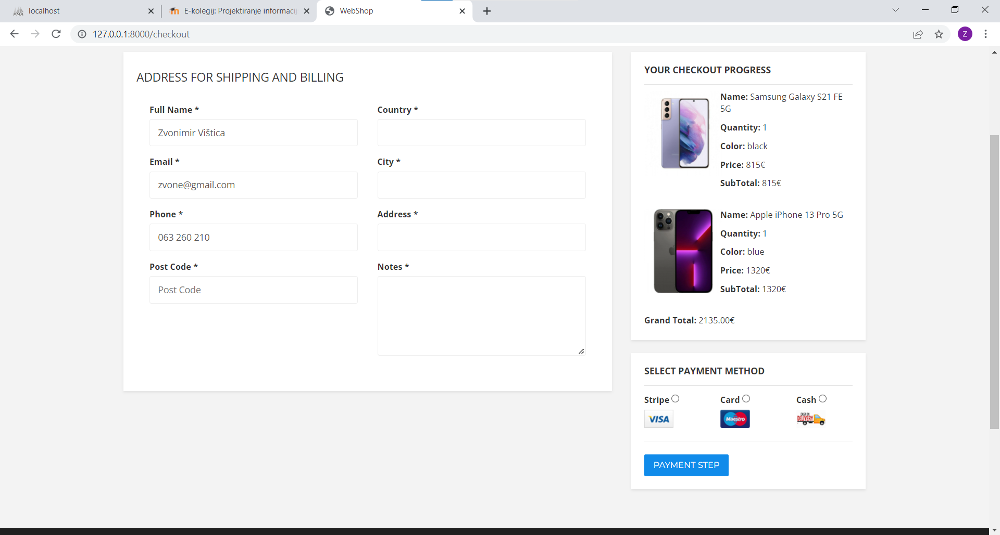 localhost
E-kolegij: Projektiranje informacij
WebShop
127.0.0.1:8000/checkout
Z
ADDRESS FOR SHIPPING AND BILLING
Full Name *
Zvonimir Vištica
Email *
zvone@gmail.com
Phone *
063 260 210
Post Code *
Post Code
Country *
City *
Address *
Notes *
YOUR CHECKOUT PROGRESS
Name: Samsung Galaxy S21 FE
5G
Quantity: 1
Color: black
Price: 815€
SubTotal: 815€
Name: Apple iPhone 13 Pro 5G
Quantity: 1
Color: blue
Price: 1320€
SubTotal: 1320€
Grand Total: 2135.00€
SELECT PAYMENT METHOD
Stripe
Card
Cash
VISA
Maestro
CASH ON
DELIVERY
PAYMENT STEP